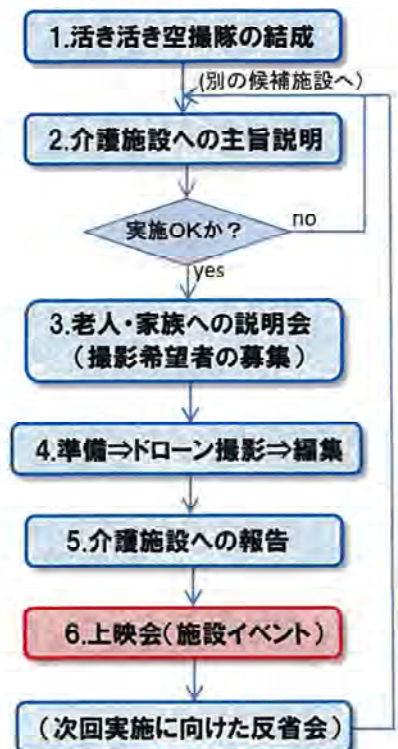 1.活き活き空撮隊の結成
(別の候補施設へ)
2.介護施設への主旨説明
実施OKか？
no
yes
3.老人・家族への説明会
(撮影希望者の募集)
4.準備⇒ドローン撮影⇒編集
5.介護施設への報告
6.上映会(施設イベント)
(次回実施に向けた反省会)